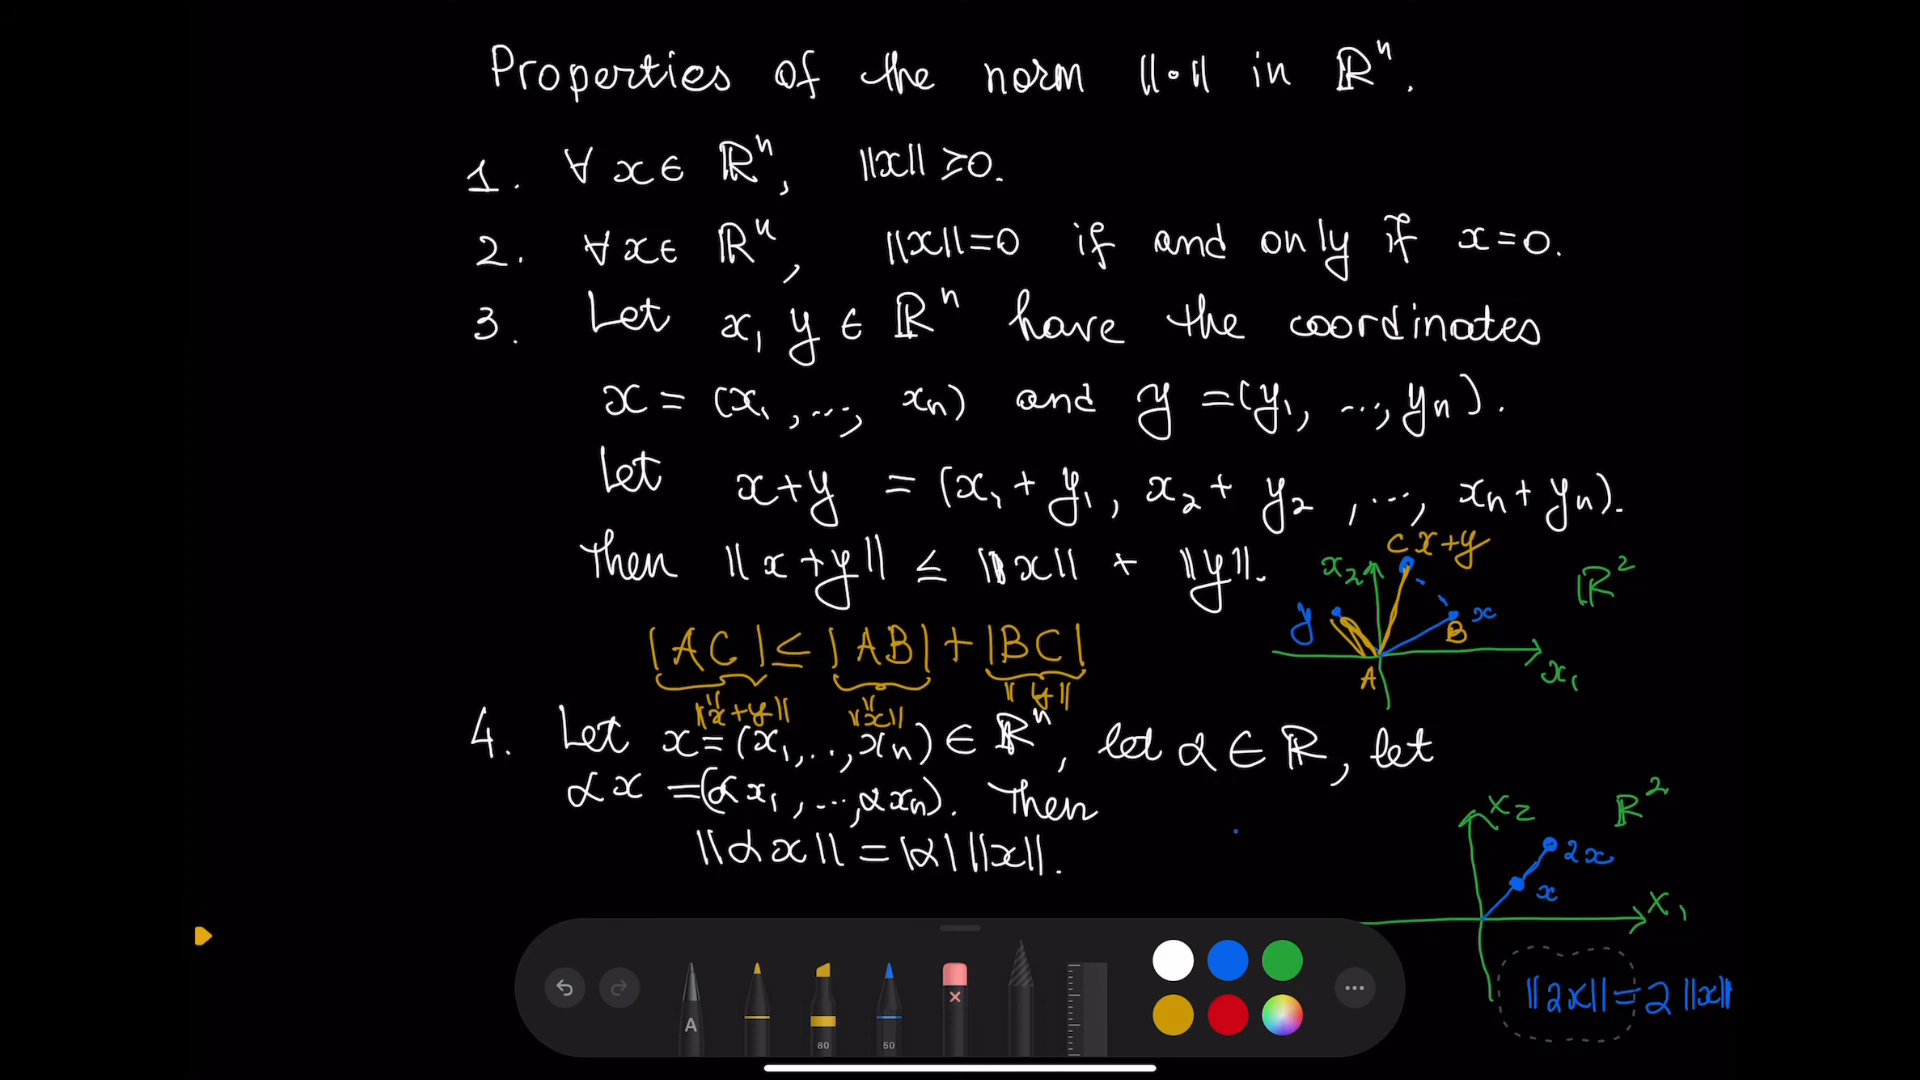 Properties of the norm ||·|| in ℝⁿ.
1. ∀ x ∈ ℝⁿ, ||x|| ⩾ 0.
2. ∀ x ∈ ℝⁿ, ||x|| = 0 if and only if x = 0.
3. Let x, y ∈ ℝⁿ have the coordinates
x = (x₁, ..., xₙ) and y = (y₁, ..., yₙ).
Let x+y = (x₁ + y₁, x₂ + y₂, ..., xₙ + yₙ).
Then ||x + y|| ≤ ||x|| + ||y||.
C x+y
x₂
ℝ²
y
x
B
A
x₁
|AC| ≤ |AB| + |BC|
||x+y|| ||x|| ||y||
4. Let x = (x₁, .., xₙ) ∈ ℝⁿ, let α ∈ ℝ, let
αx = (αx₁, ..., αxₙ). Then
||αx|| = |α| ||x||.
x₂
ℝ²
2x
x
x₁
||2x|| = 2 ||x||
A
80
50